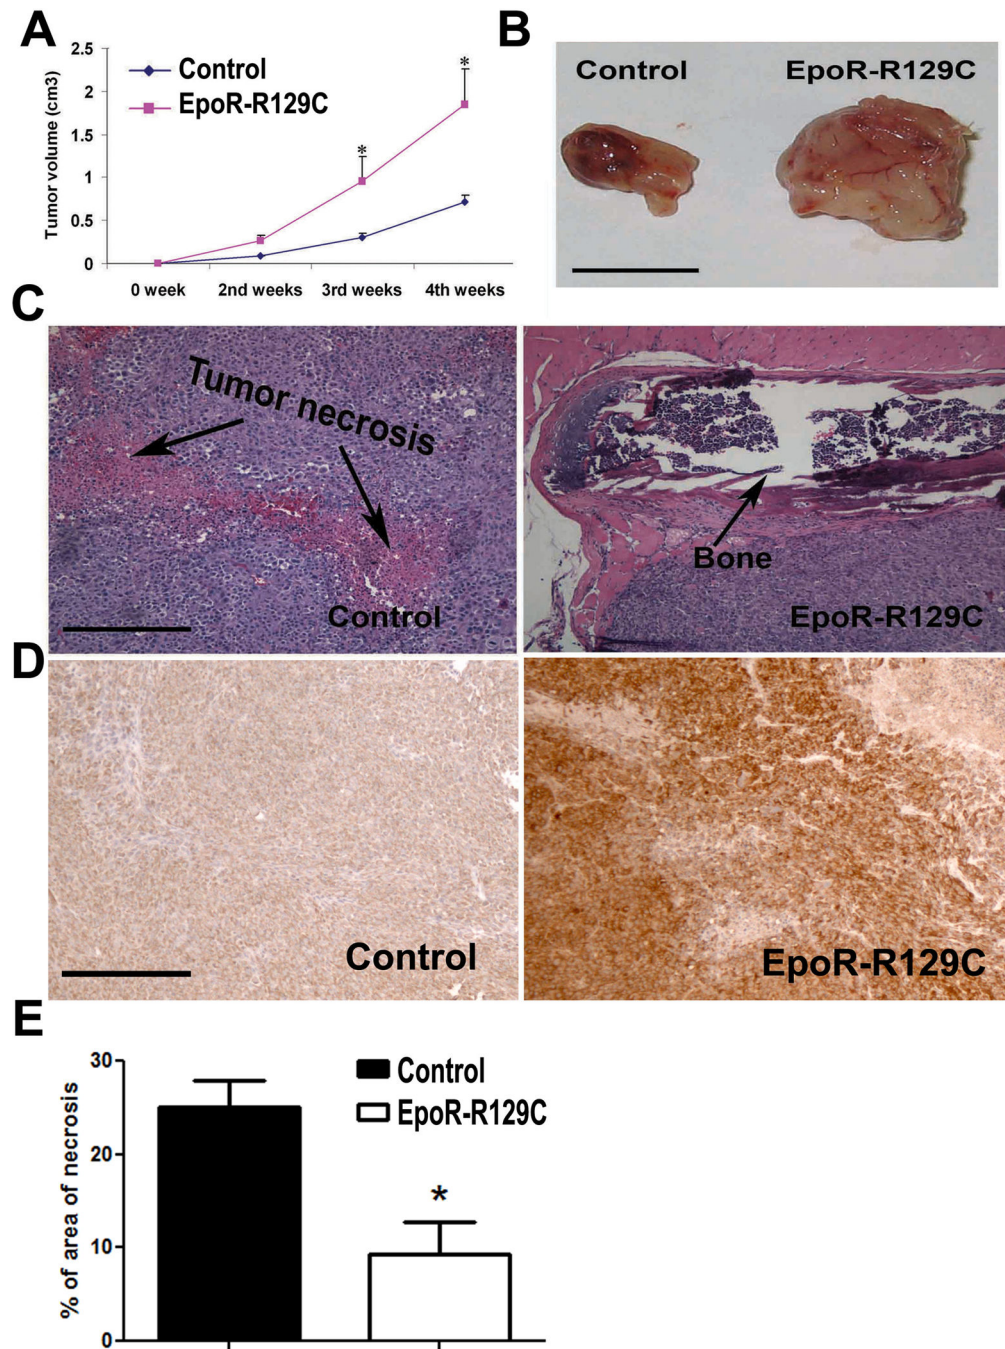 A
Tumor volume (cm3)
2.5
2
1.5
1
0.5
0
Control
EpoR-R129C
*
*
0 week 2nd weeks 3rd weeks 4th weeks
B
Control EpoR-R129C
C
Tumor necrosis
Control
Bone
EpoR-R129C
D
Control
EpoR-R129C
E
% of area of necrosis
30
20
10
0
Control
EpoR-R129C
*